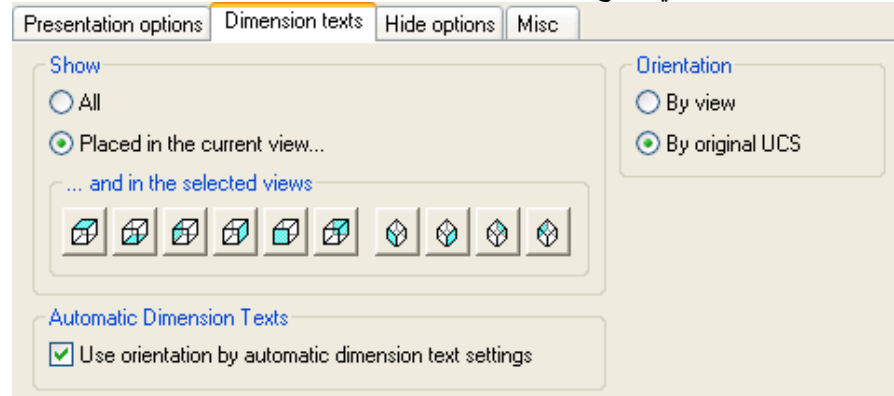 Presentation options Dimension texts Hide options Misc
Show
All
Placed in the current view...
... and in the selected views
Orientation
By view
By original UCS
Automatic Dimension Texts
Use orientation by automatic dimension text settings